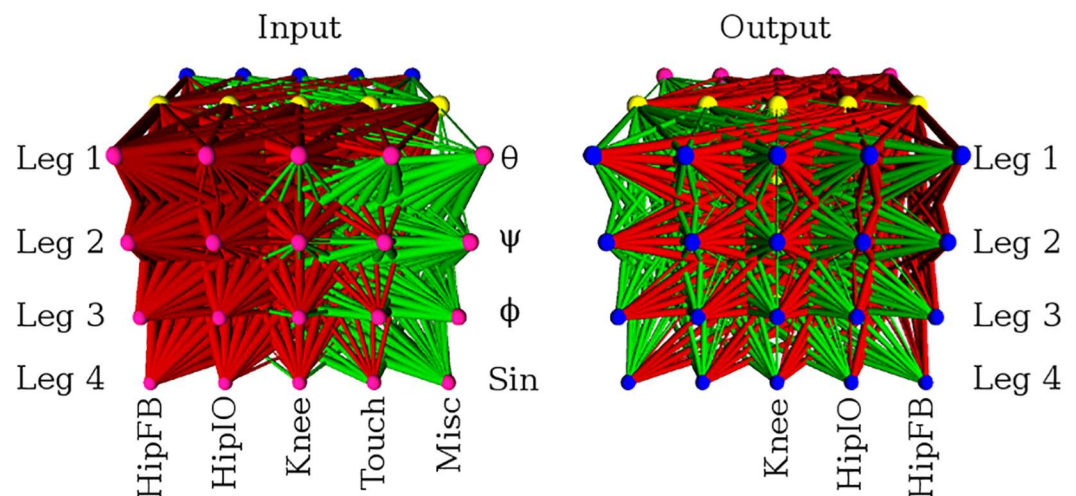 Input
Output
Leg 1
θ
Leg 1
Leg 2
ψ
Leg 2
Leg 3
ϕ
Leg 3
Leg 4
Sin
Leg 4
HipFB
HipIO
Knee
Touch
Misc
Knee
HipIO
HipFB